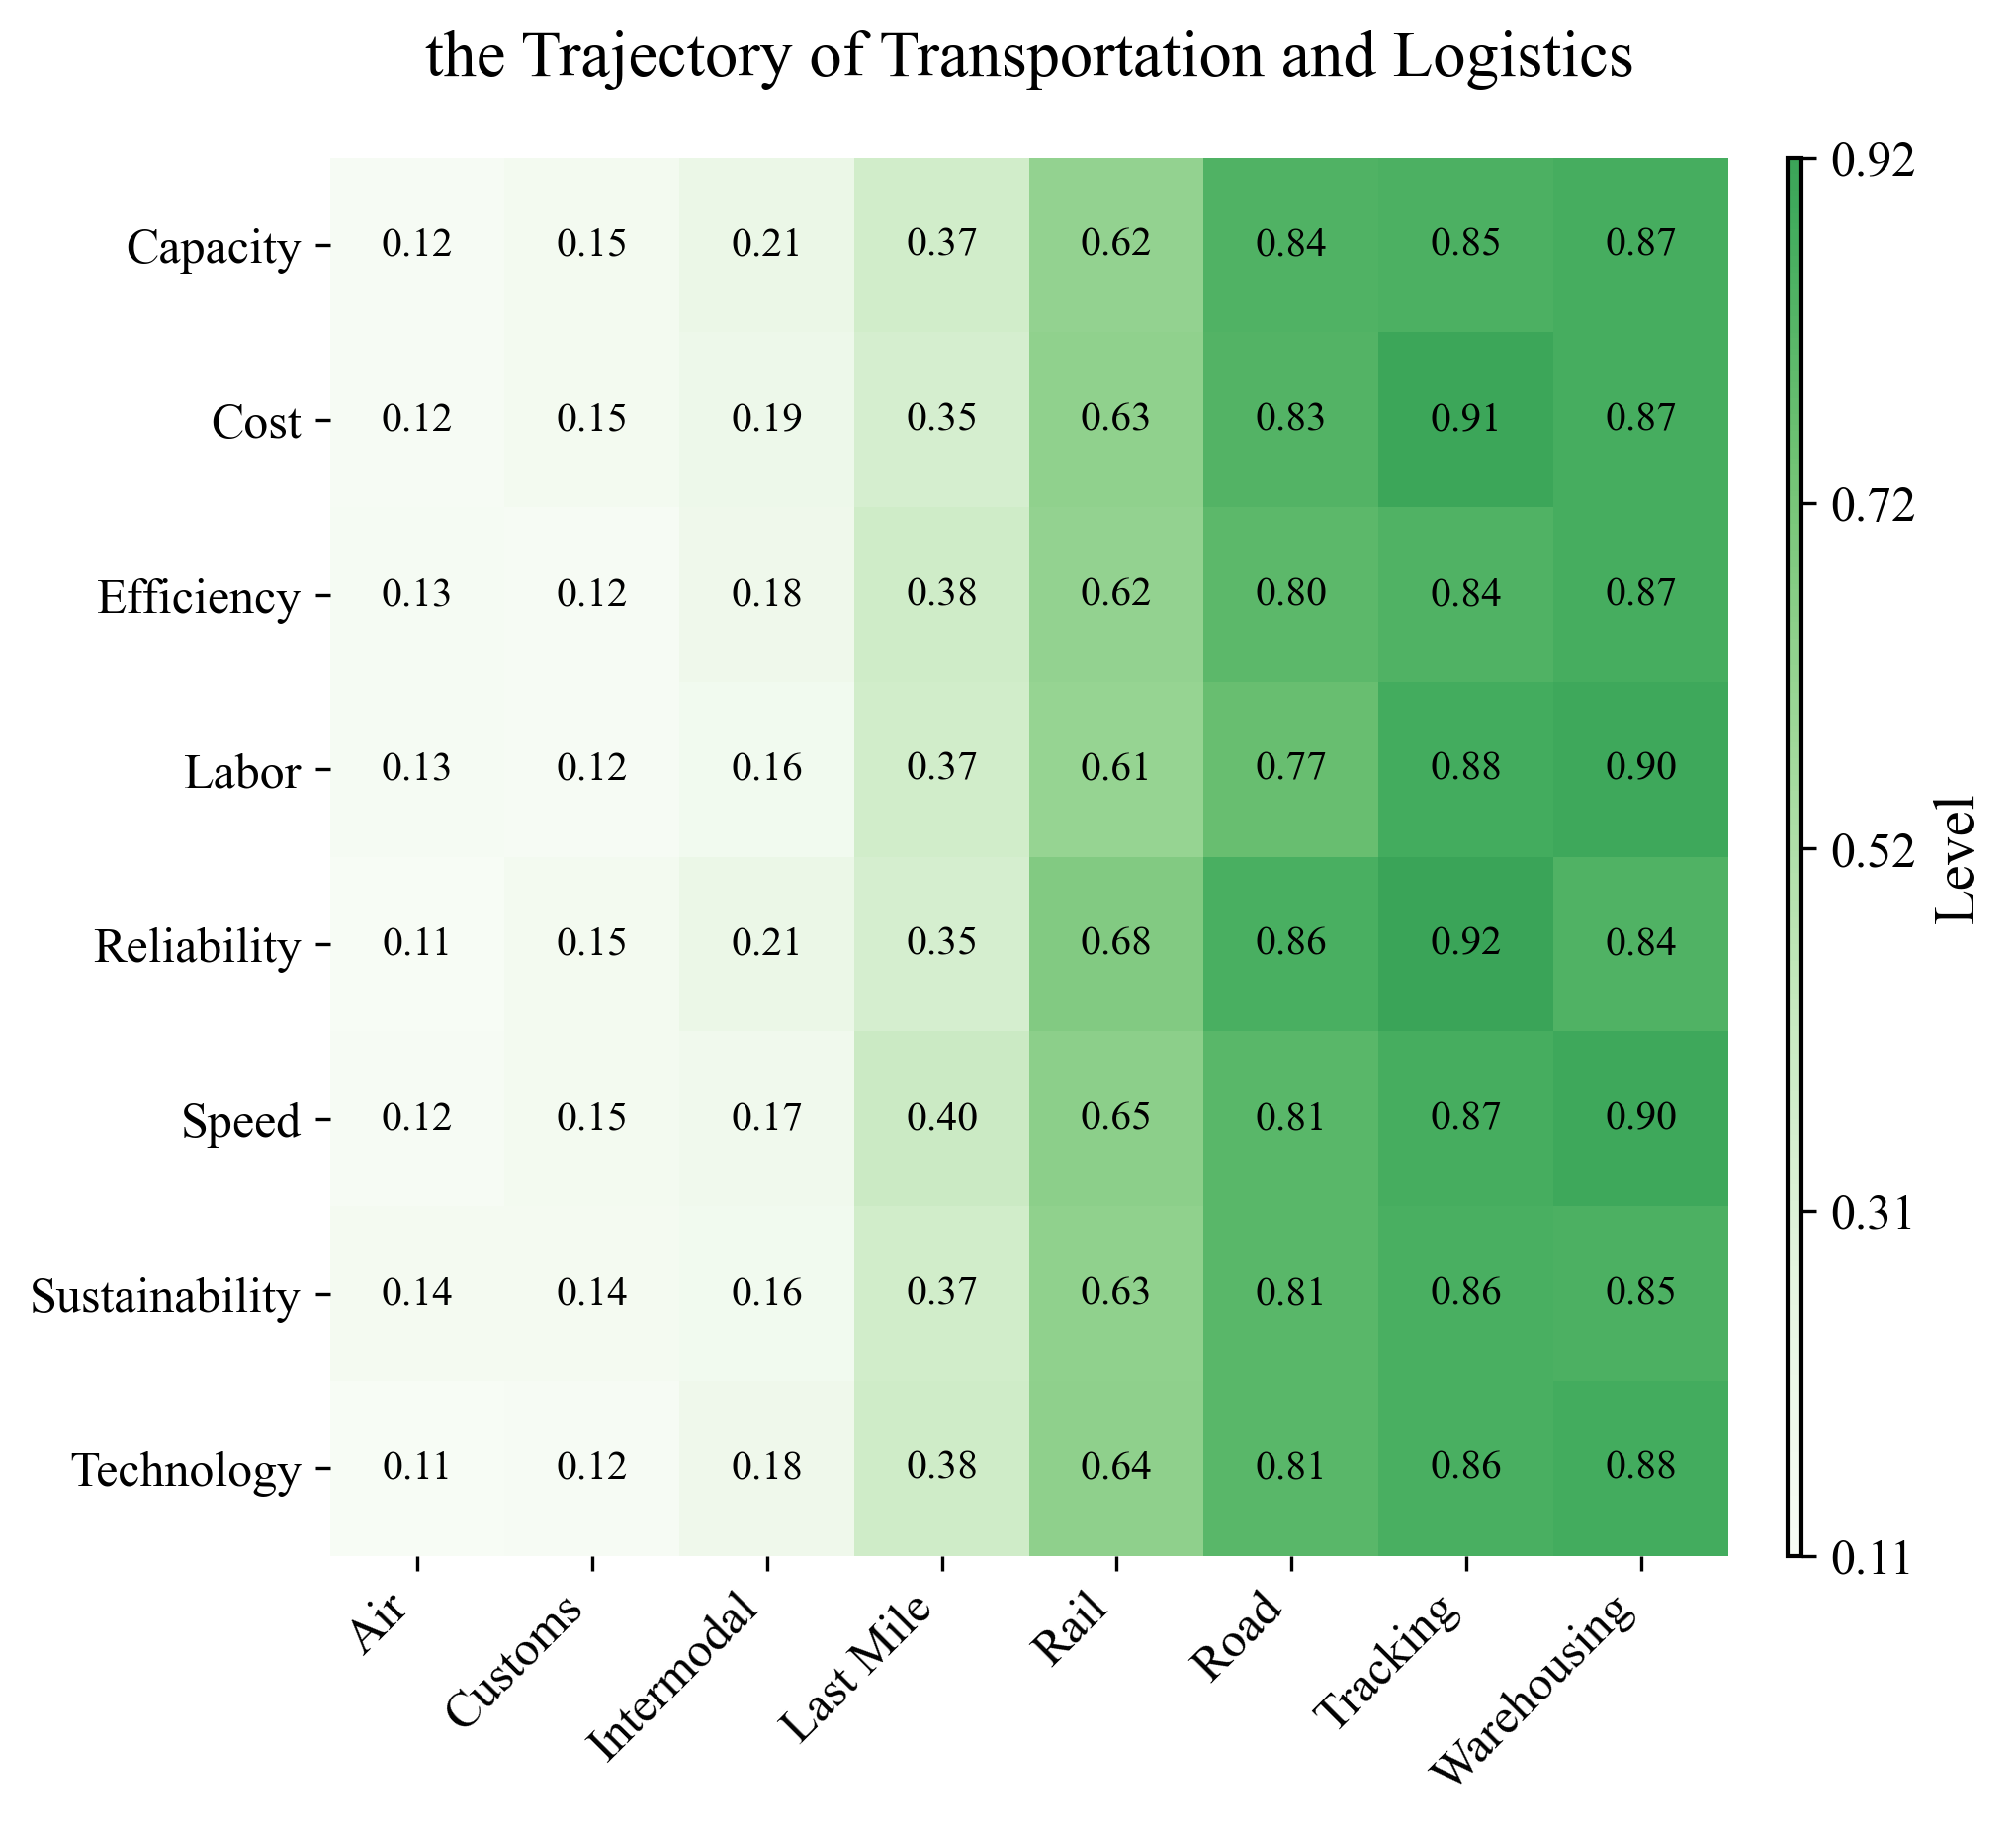 the Trajectory of Transportation and Logistics
Capacity 0.12 0.15 0.21 0.37 0.62 0.84 0.85 0.87
Cost 0.12 0.15 0.19 0.35 0.63 0.83 0.91 0.87
Efficiency 0.13 0.12 0.18 0.38 0.62 0.80 0.84 0.87
Labor 0.13 0.12 0.16 0.37 0.61 0.77 0.88 0.90
Reliability 0.11 0.15 0.21 0.35 0.68 0.86 0.92 0.84
Speed 0.12 0.15 0.17 0.40 0.65 0.81 0.87 0.90
Sustainability 0.14 0.14 0.16 0.37 0.63 0.81 0.86 0.85
Technology 0.11 0.12 0.18 0.38 0.64 0.81 0.86 0.88
Air
Customs
Intermodal
Last Mile
Rail
Road
Tracking
Warehousing
0.92
0.72
0.52
0.31
0.11
Level